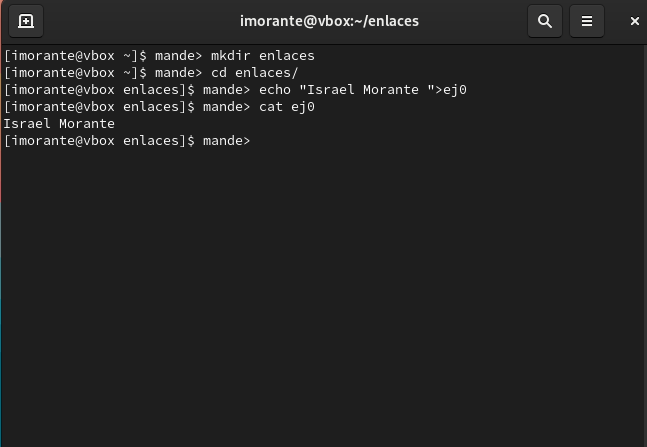 imorante@vbox:~/enlaces
[imorante@vbox ~]$ mande> mkdir enlaces
[imorante@vbox ~]$ mande> cd enlaces/
[imorante@vbox enlaces]$ mande> echo "Israel Morante ">ej0
[imorante@vbox enlaces]$ mande> cat ej0
Israel Morante
[imorante@vbox enlaces]$ mande>